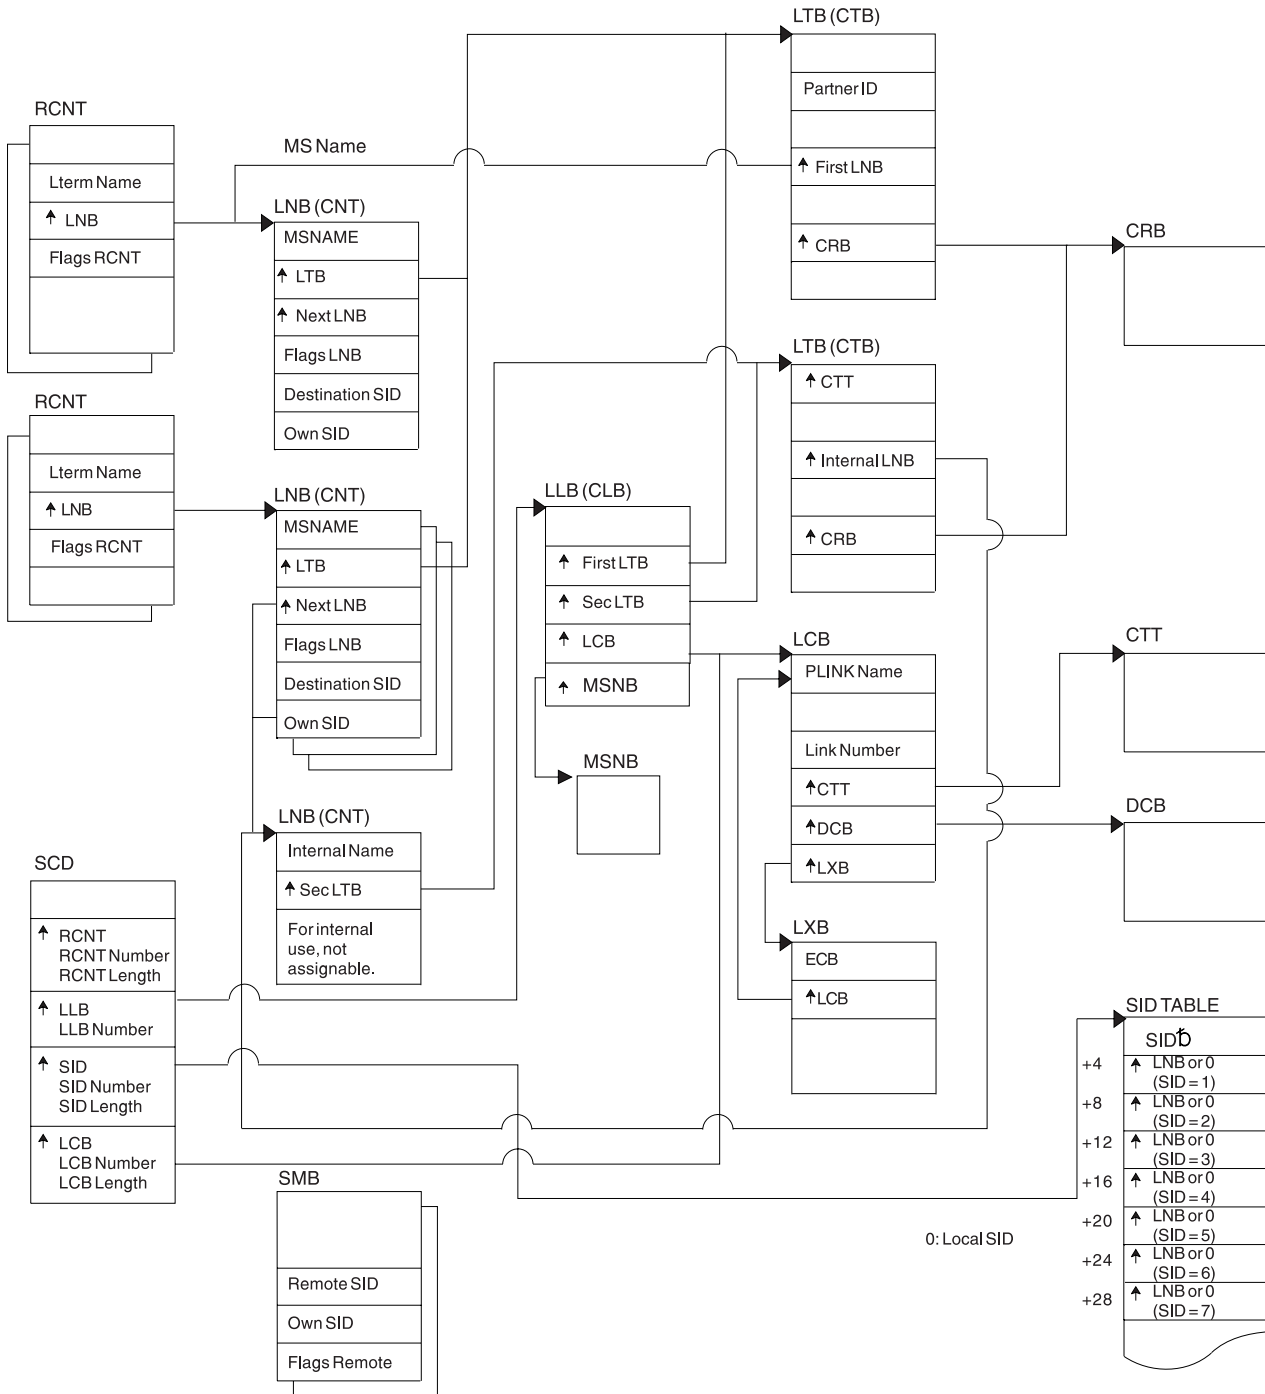 LTB (CTB)
Partner ID
↑ First LNB
↑ CRB
RCNT
Lterm Name
↑ LNB
Flags RCNT
MS Name
LNB (CNT)
MSNAME
↑ LTB
↑ Next LNB
Flags LNB
Destination SID
Own SID
CRB
LTB (CTB)
↑ CTT
↑ Internal LNB
↑ CRB
RCNT
Lterm Name
↑ LNB
Flags RCNT
LNB (CNT)
MSNAME
↑ LTB
↑ Next LNB
Flags LNB
Destination SID
Own SID
LLB (CLB)
↑ First LTB
↑ Sec LTB
↑ LCB
↑ MSNB
MSNB
LCB
PLINK Name
Link Number
↑ CTT
↑ DCB
↑ LXB
CTT
DCB
LNB (CNT)
Internal Name
↑ Sec LTB
For internal
use, not
assignable.
LXB
ECB
↑ LCB
SCD
↑ RCNT
RCNT Number
RCNT Length
↑ LLB
LLB Number
↑ SID
SID Number
SID Length
↑ LCB
LCB Number
LCB Length
SMB
Remote SID
Own SID
Flags Remote
0: Local SID
SID TABLE
SID
+4 ↑ LNB or 0
(SID = 1)
+8 ↑ LNB or 0
(SID = 2)
+12 ↑ LNB or 0
(SID = 3)
+16 ↑ LNB or 0
(SID = 4)
+20 ↑ LNB or 0
(SID = 5)
+24 ↑ LNB or 0
(SID = 6)
+28 ↑ LNB or 0
(SID = 7)